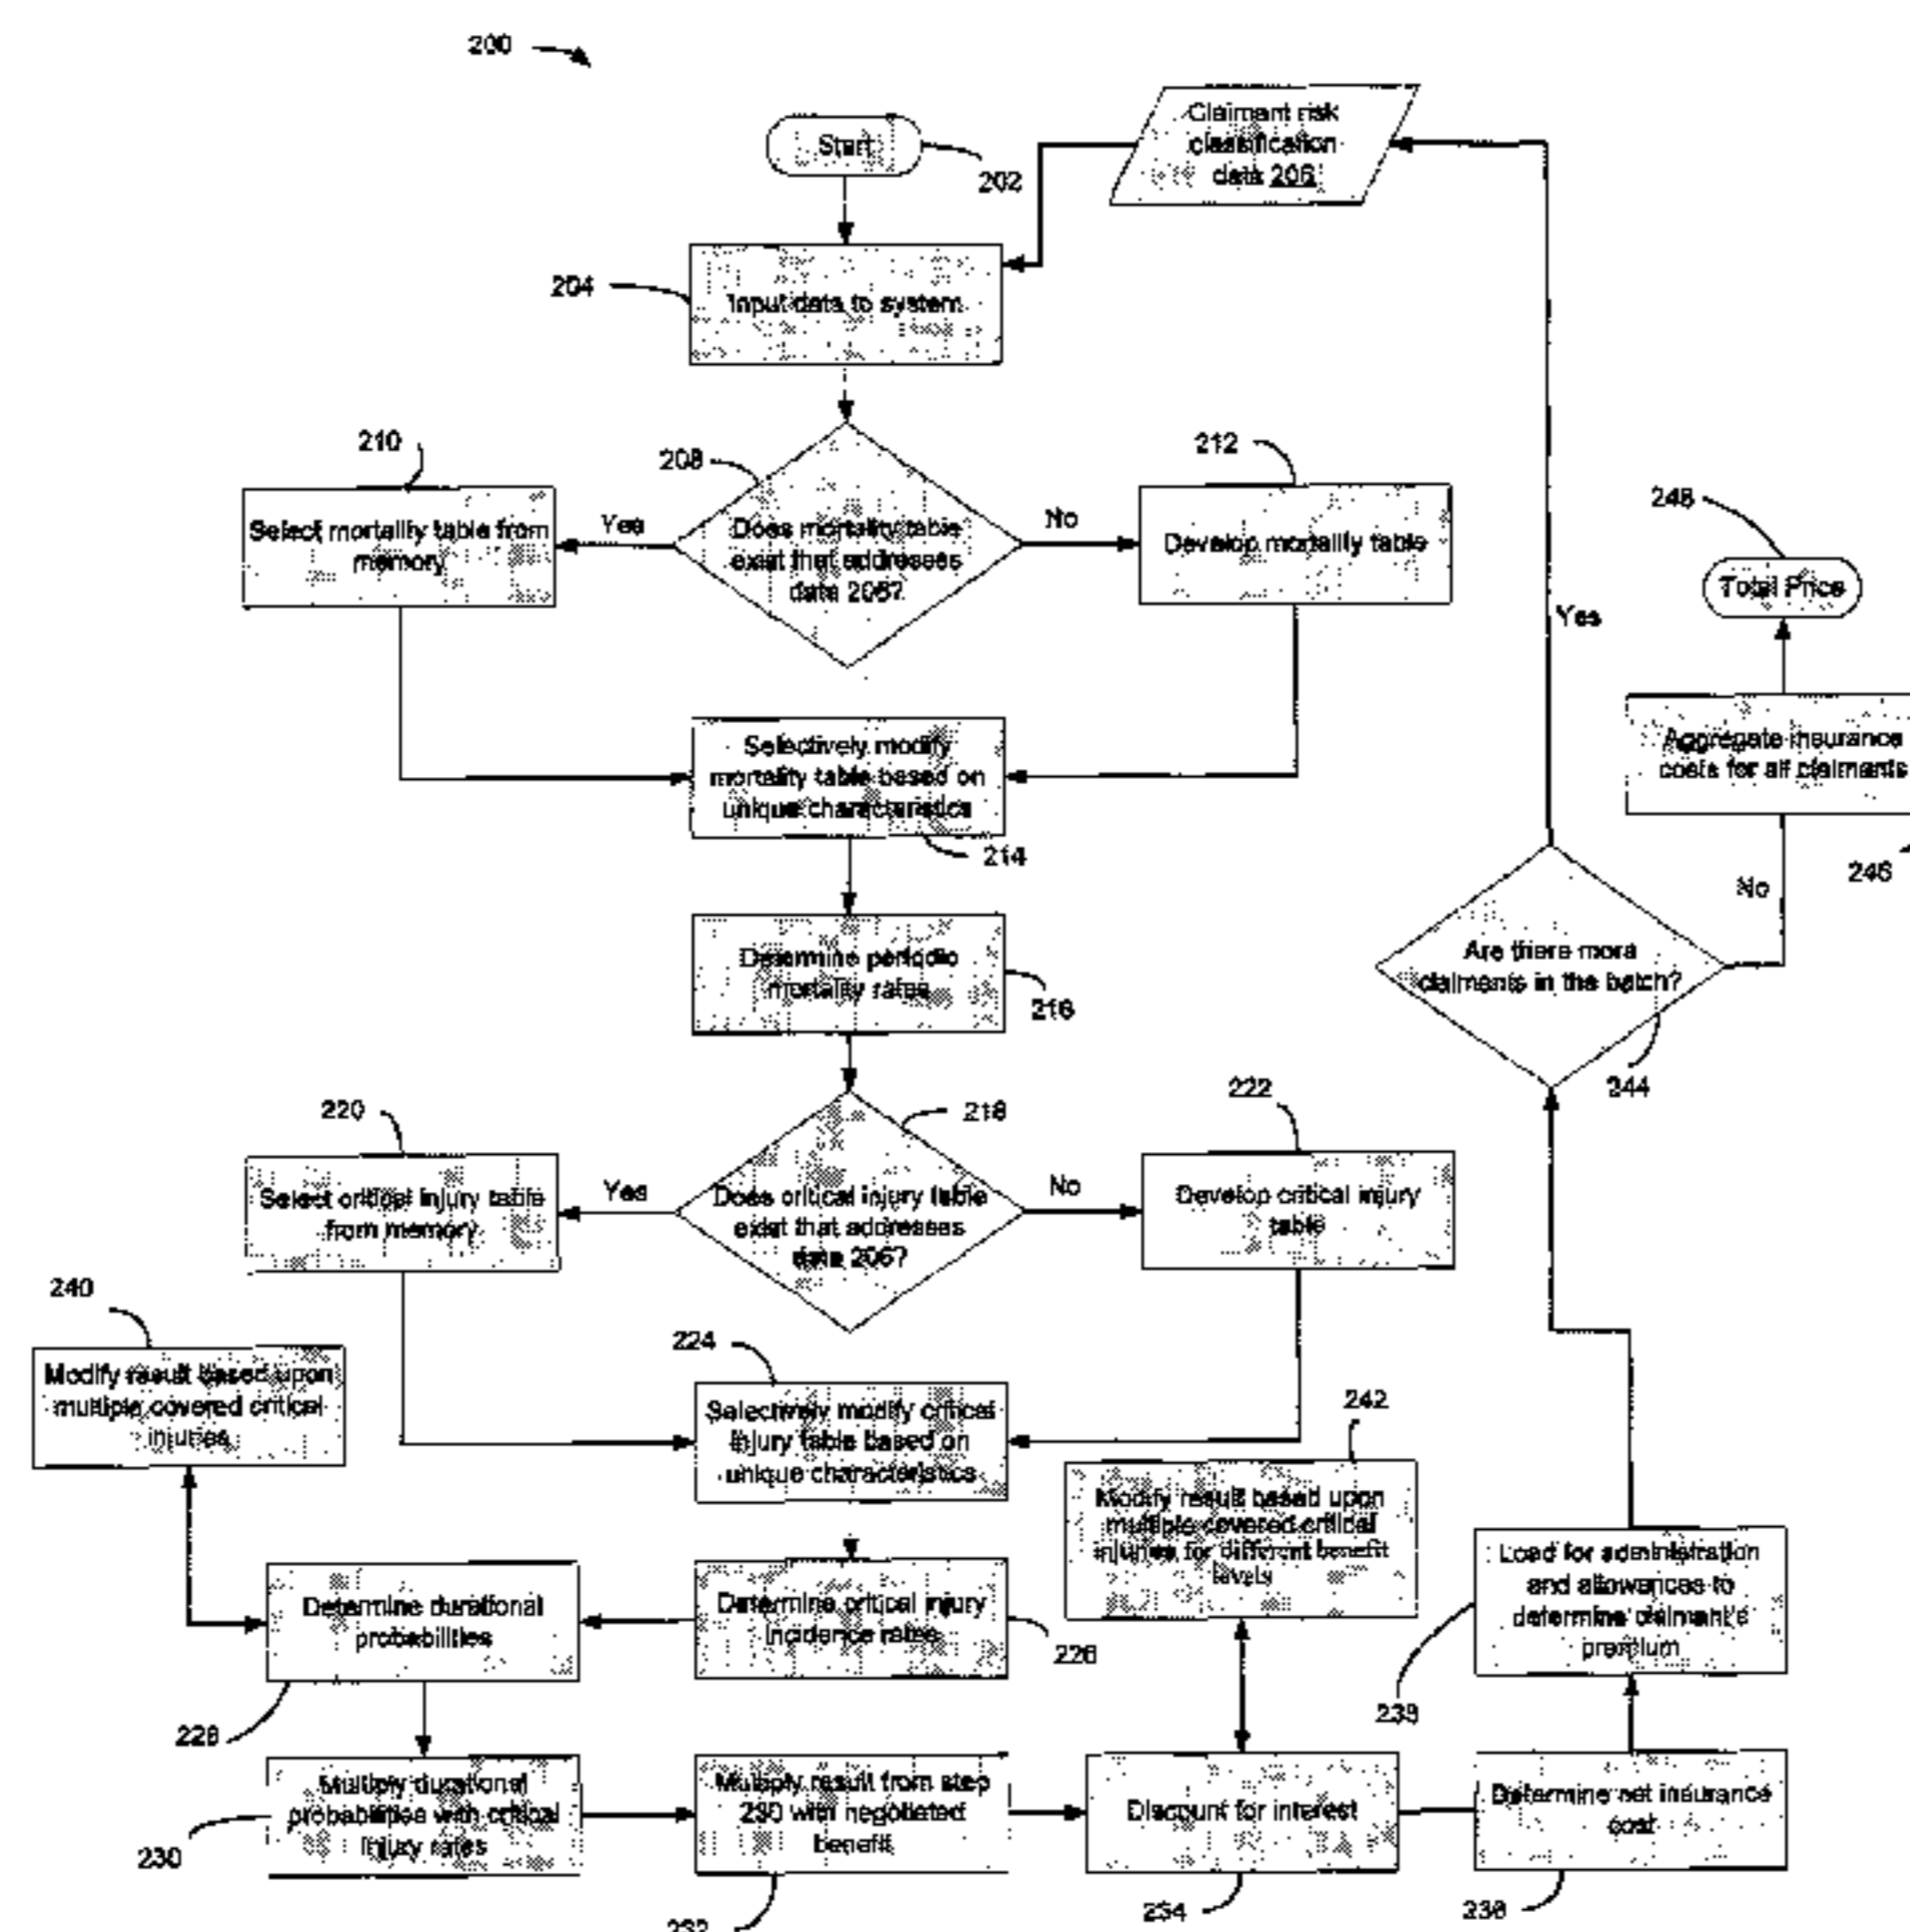 200
Start
202
Claimant risk
classification
data 206
204
Input data to system
210
208
212
Select mortality table from
memory
Yes
Does mortality table
exist that addresses
data 206?
No
Develop mortality table
248
Total Price
Yes
Selectively modify
mortality table based on
unique characteristics
214
Aggregate insurance
costs for all claimants
246
No
Determine periodic
mortality rates
216
Are there more
claimants in the batch?
244
220
218
222
Select critical injury table
from memory
Yes
Does critical injury table
exist that addresses
data 206?
No
Develop critical injury
table
240
Modify result based upon
multiple covered critical
injuries
224
Selectively modify critical
injury table based on
unique characteristics
242
Modify result based upon
multiple covered critical
injuries for different benefit
levels
Load for administration
and allowances to
determine claimant's
premium
238
Determine durational
probabilities
228
Determine critical injury
incidence rates
226
Multiply durational
probabilities with critical
injury rates
230
Multiply result from step
230 with negotiated
benefit
232
Discount for interest
234
Determine net insurance
cost
236